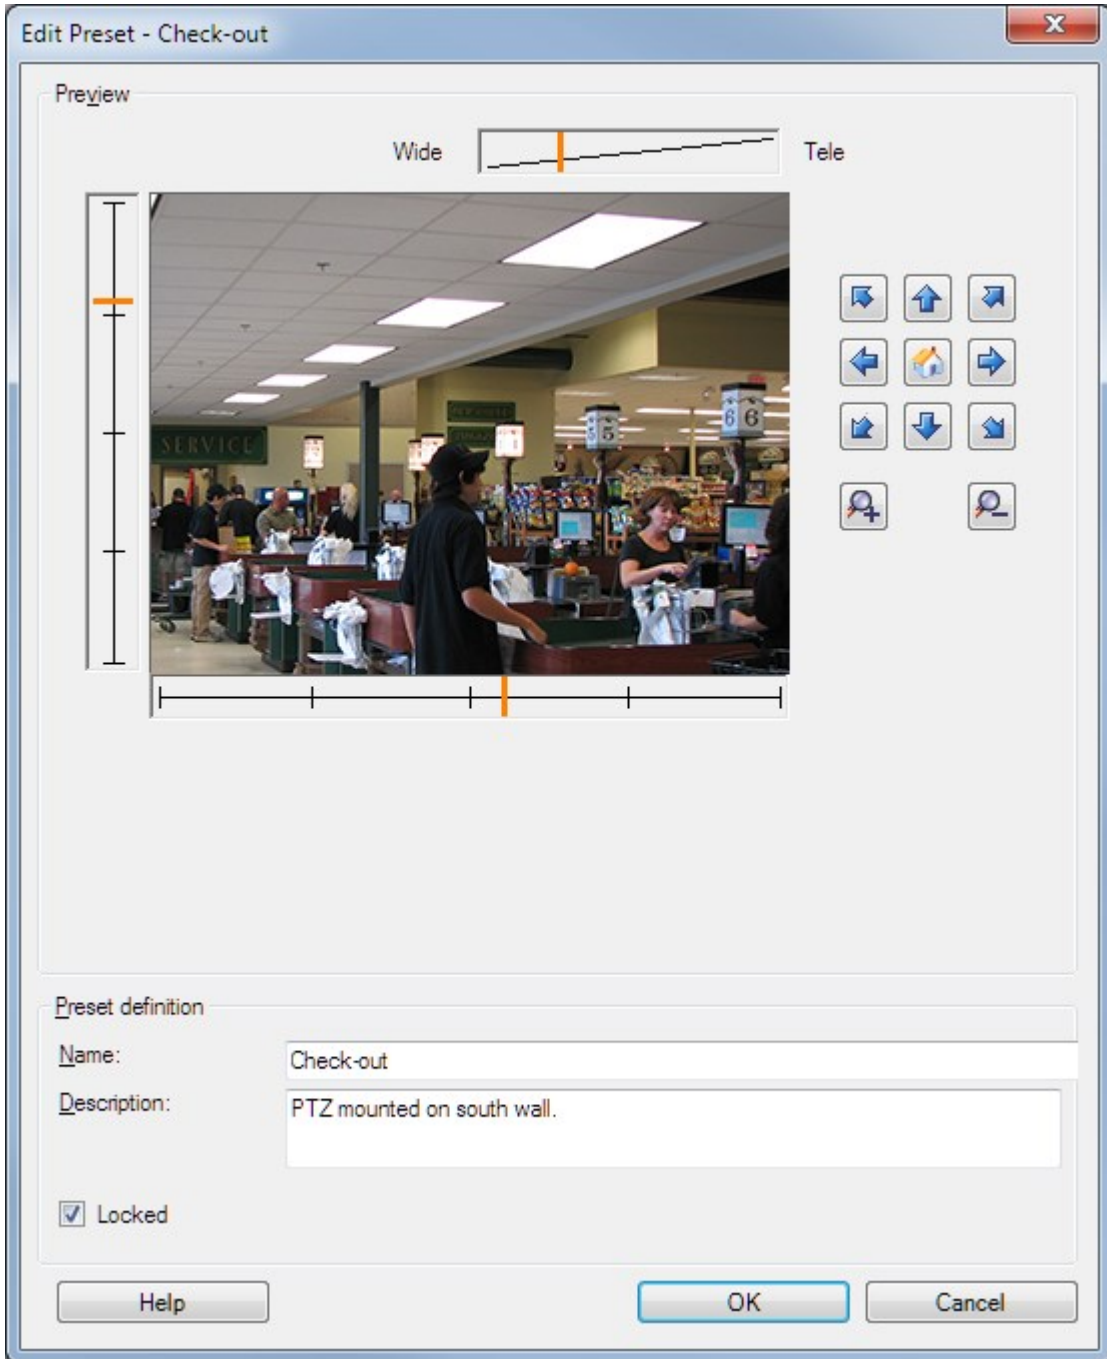 Edit Preset - Check-out
Preview
Wide
Tele
SERVICE
5 5
6 6
Preset definition
Name:
Check-out
Description:
PTZ mounted on south wall.
Locked
Help
OK
Cancel